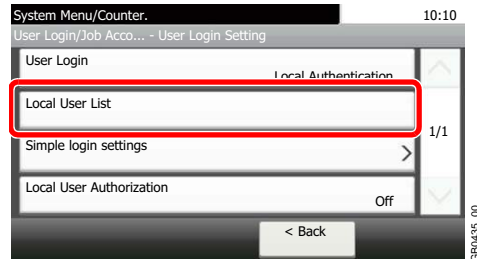 System Menu/Counter. 10:10
User Login/Job Acco... - User Login Setting
User Login
Local Authentication
Local User List
1/1
Simple login settings
Local User Authorization
Off
< Back
GB0435_00